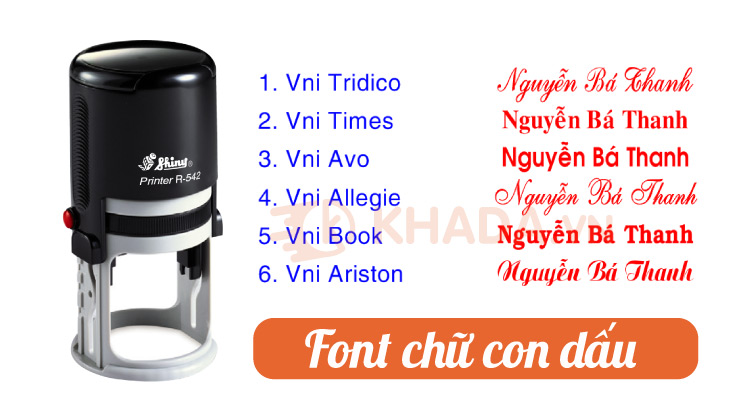 1. Vni Tridico Nguyễn Bá Thanh
2. Vni Times Nguyễn Bá Thanh
3. Vni Avo Nguyễn Bá Thanh
4. Vni Allegie Nguyễn Bá Thanh
5. Vni Book Nguyễn Bá Thanh
6. Vni Ariston Nguyễn Bá Thanh
Shiny®
Printer R-542
KHADA.vn
Font chữ con dấu